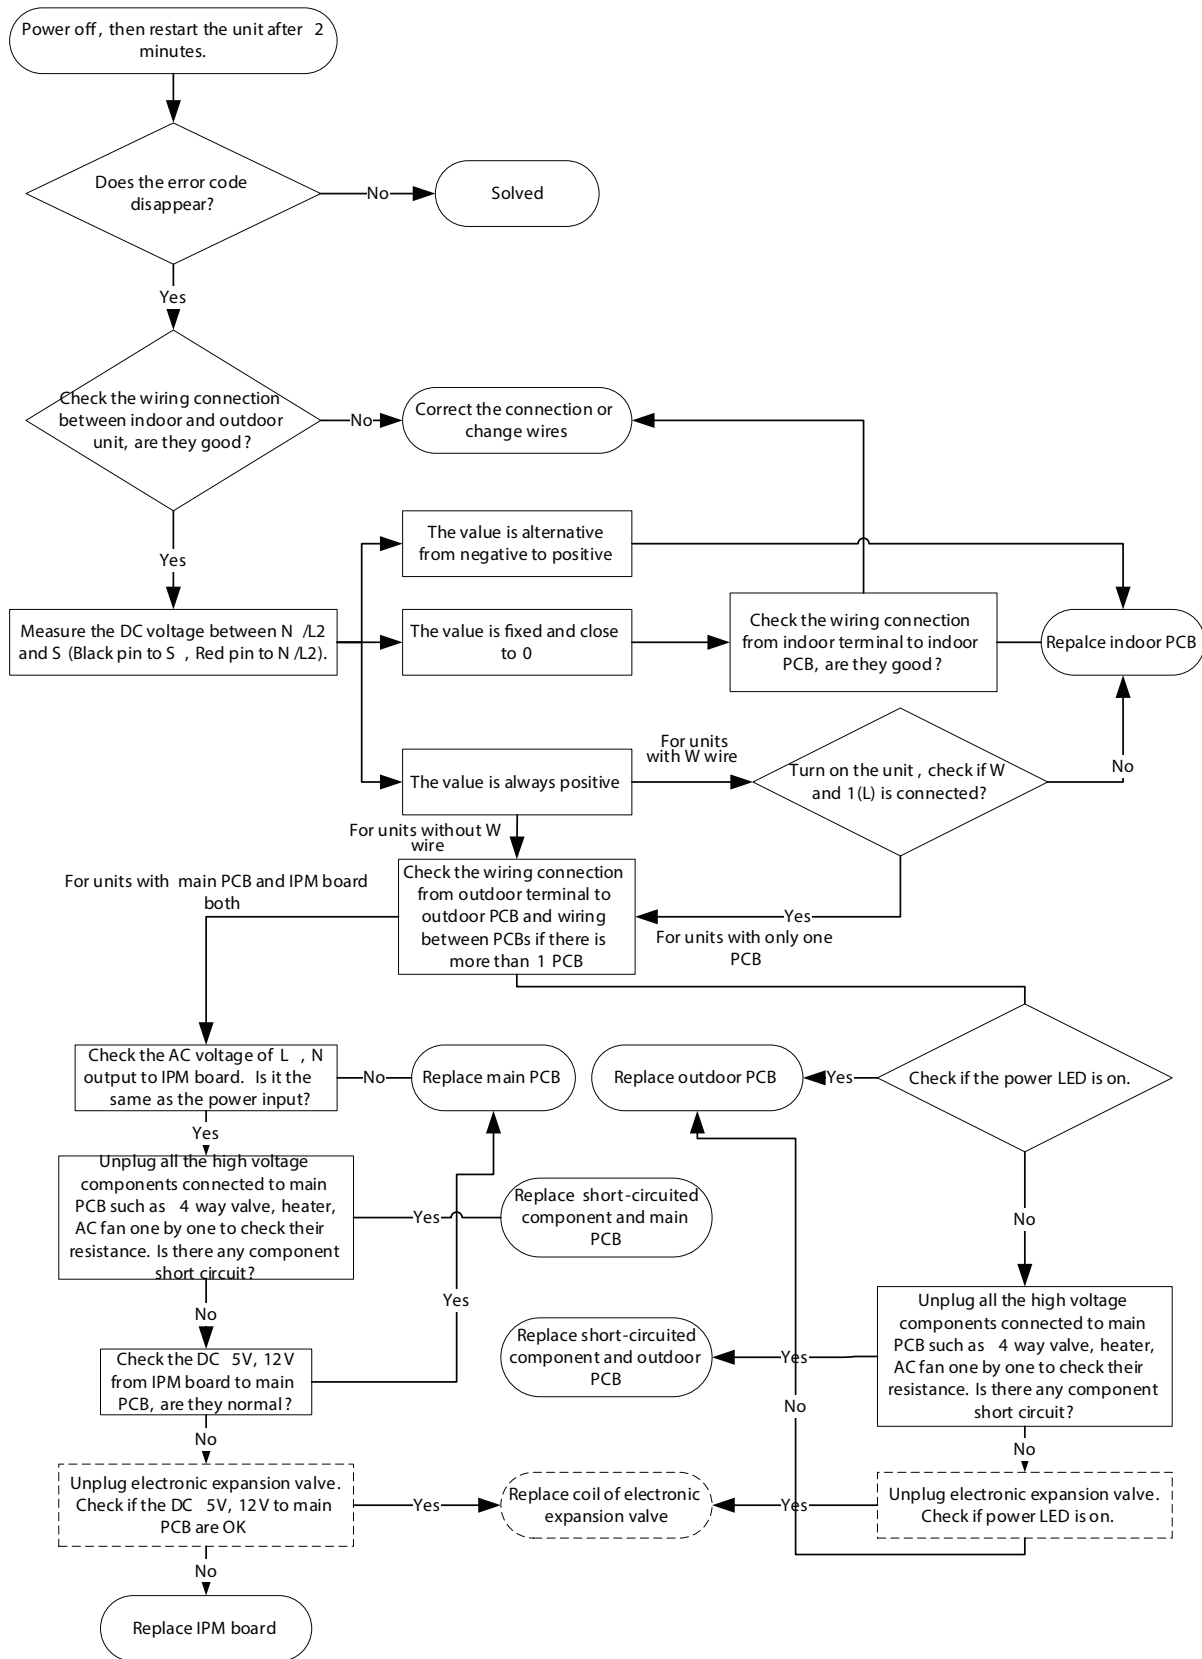 Power off, then restart the unit after 2
minutes.
Does the error code
disappear?
No
Solved
Yes
Check the wiring connection
between indoor and outdoor
unit, are they good?
No
Correct the connection or
change wires
Yes
The value is alternative
from negative to positive
Measure the DC voltage between N /L2
and S (Black pin to S , Red pin to N /L2).
The value is fixed and close
to 0
Check the wiring connection
from indoor terminal to indoor
PCB, are they good?
Repalce indoor PCB
For units
with W wire
The value is always positive
Turn on the unit , check if W
and 1(L) is connected?
No
For units without W
wire
For units with main PCB and IPM board
both
Check the wiring connection
from outdoor terminal to
outdoor PCB and wiring
between PCBs if there is
more than 1 PCB
Yes
For units with only one
PCB
Check the AC voltage of L , N
output to IPM board. Is it the
same as the power input?
No
Replace main PCB
Replace outdoor PCB
Yes
Check if the power LED is on.
Yes
Unplug all the high voltage
components connected to main
PCB such as 4 way valve, heater,
AC fan one by one to check their
resistance. Is there any component
short circuit?
Yes
Replace short-circuited
component and main
PCB
No
No
Yes
Unplug all the high voltage
components connected to main
PCB such as 4 way valve, heater,
AC fan one by one to check their
resistance. Is there any component
short circuit?
Yes
Replace short-circuited
component and outdoor
PCB
Check the DC 5V, 12V
from IPM board to main
PCB, are they normal?
No
No
No
Unplug electronic expansion valve.
Check if the DC 5V, 12V to main
PCB are OK
Yes
Replace coil of electronic
expansion valve
Yes
Unplug electronic expansion valve.
Check if power LED is on.
No
Replace IPM board